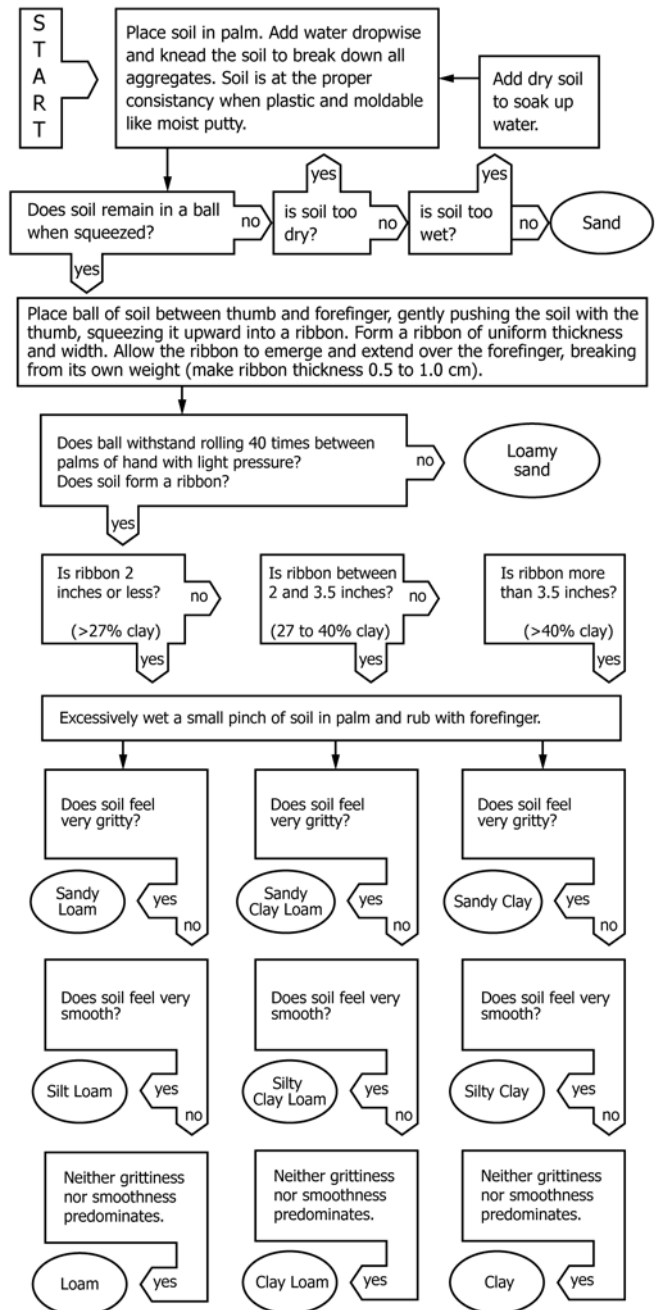 START
Place soil in palm. Add water dropwise
and knead the soil to break down all
aggregates. Soil is at the proper
consistancy when plastic and moldable
like moist putty.
Add dry soil
to soak up
water.
yes
yes
Does soil remain in a ball
when squeezed?
no
is soil too
dry?
no
is soil too
wet?
no
Sand
yes
Place ball of soil between thumb and forefinger, gently pushing the soil with the
thumb, squeezing it upward into a ribbon. Form a ribbon of uniform thickness
and width. Allow the ribbon to emerge and extend over the forefinger, breaking
from its own weight (make ribbon thickness 0.5 to 1.0 cm).
Does ball withstand rolling 40 times between
palms of hand with light pressure?
Does soil form a ribbon?
no
Loamy
sand
yes
Is ribbon 2
inches or less?
(>27% clay)
no
yes
Is ribbon between
2 and 3.5 inches?
(27 to 40% clay)
no
yes
Is ribbon more
than 3.5 inches?
(>40% clay)
yes
Excessively wet a small pinch of soil in palm and rub with forefinger.
Does soil feel
very gritty?
Sandy
Loam
yes
no
Does soil feel
very gritty?
Sandy
Clay Loam
yes
no
Does soil feel
very gritty?
Sandy Clay
yes
no
Does soil feel very
smooth?
Silt Loam
yes
no
Does soil feel very
smooth?
Silty
Clay Loam
yes
no
Does soil feel very
smooth?
Silty Clay
yes
no
Neither grittiness
nor smoothness
predominates.
Loam
yes
Neither grittiness
nor smoothness
predominates.
Clay Loam
yes
Neither grittiness
nor smoothness
predominates.
Clay
yes